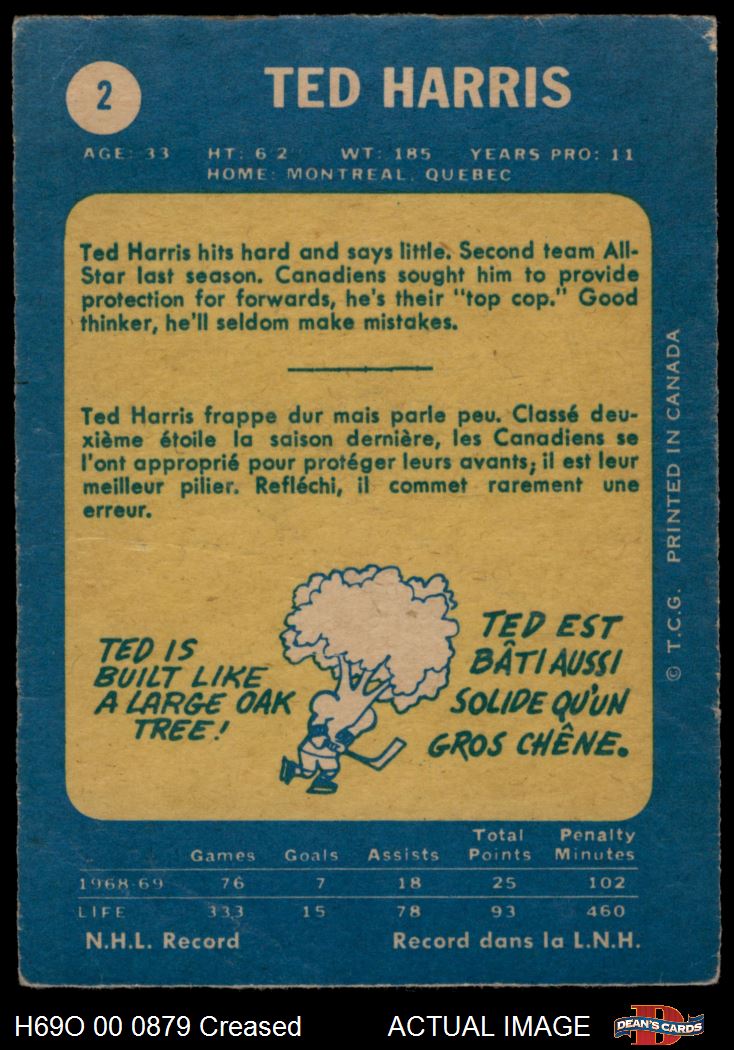 2
TED HARRIS
AGE: 33 HT: 6 2 WT: 185 YEARS PRO: 11
HOME: MONTREAL, QUEBEC
Ted Harris hits hard and says little. Second team All-
Star last season. Canadiens sought him to provide
protection for forwards, he's their "top cop." Good
thinker, he'll seldom make mistakes.
Ted Harris frappe dur mais parle peu. Classé deu-
xième étoile la saison dernière, les Canadiens se
l'ont approprié pour protéger leurs avants; il est leur
meilleur pilier. Refléchi, il commet rarement une
erreur.
TED IS
BUILT LIKE
A LARGE OAK
TREE!
TED EST
BÂTI AUSSI
SOLIDE QU'UN
GROS CHÊNE.
© T.C.G. PRINTED IN CANADA
Games Goals Assists Total Points Penalty Minutes
1968-69 76 7 18 25 102
LIFE 333 15 78 93 460
N.H.L. Record Record dans la L.N.H.
H69O 00 0879 Creased ACTUAL IMAGE
DEAN'S CARDS